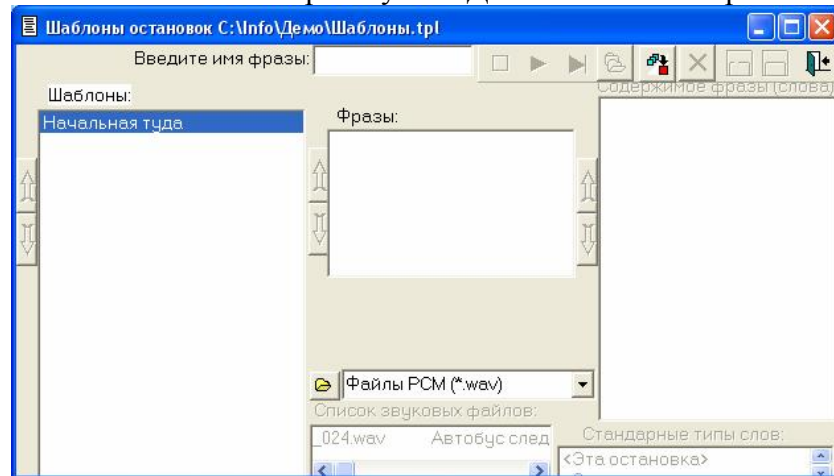 Шаблоны остановок C:\Info\Демо\Шаблоны.tpl
Введите имя фразы:
Шаблоны:
Содержимое фразы (слова)
Начальная туда
Фразы:
Файлы PCM (*.wav)
Список звуковых файлов:
_024.wav Автобус след
Стандарные типы слов:
<Эта остановка>